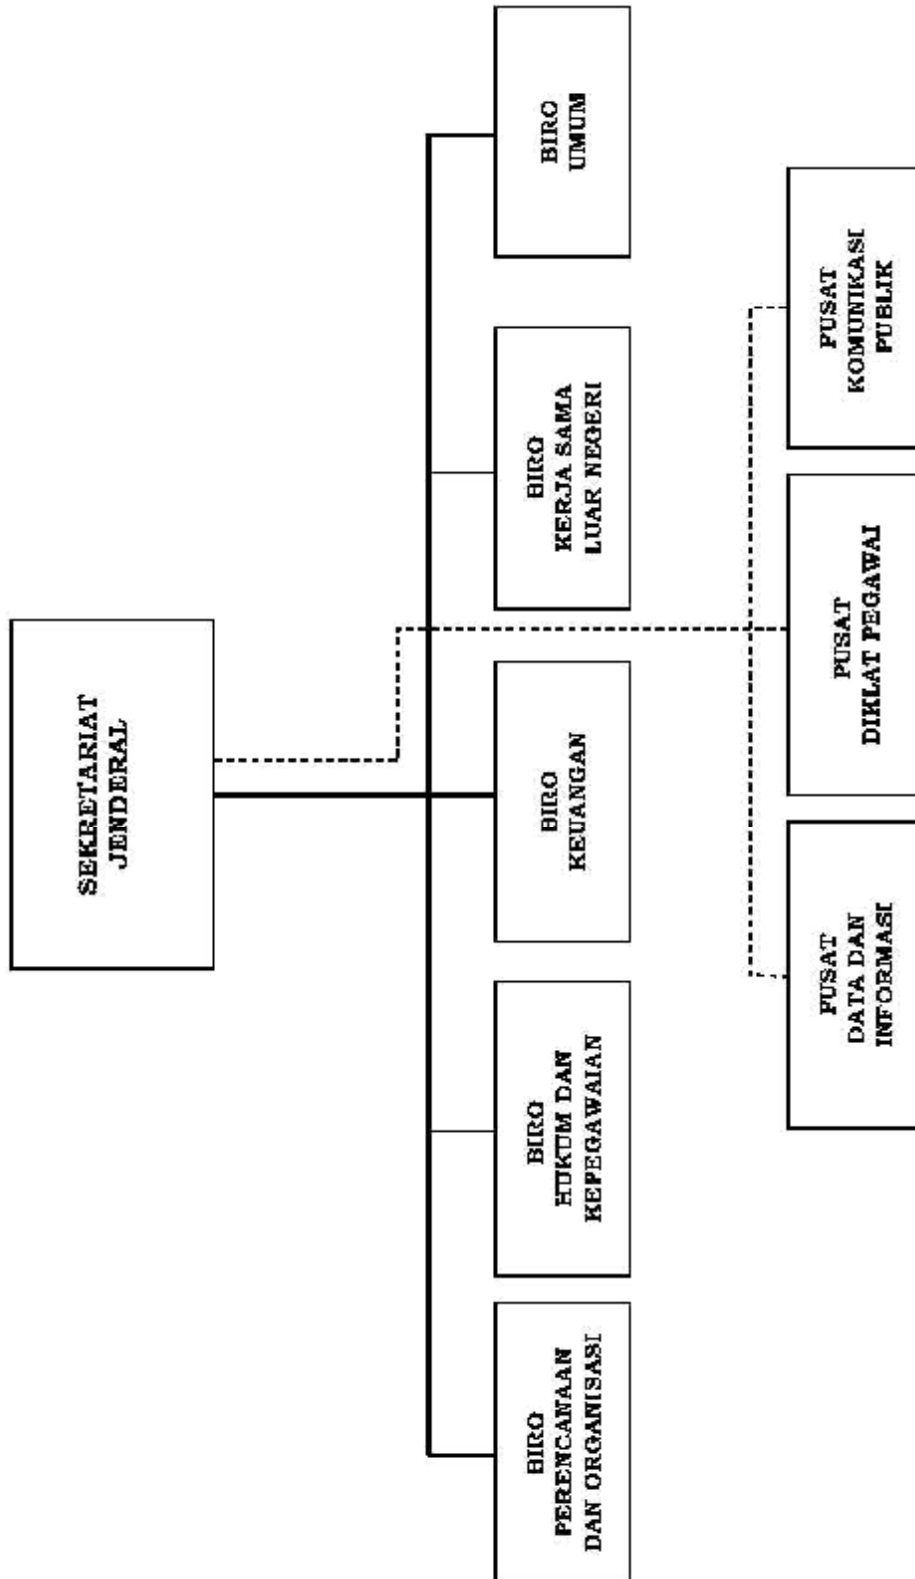 SEKRETARIAT
JENDERAL
BIRO
PERENCANAAN
DAN ORGANISASI
BIRO
HUKUM DAN
KEPEGAWAIAN
BIRO
KEUANGAN
BIRO
KERJA SAMA
LUAR NEGERI
BIRO
UMUM
PUSAT
DATA DAN
INFORMASI
PUSAT
DIKLAT PEGAWAI
PUSAT
KOMUNIKASI
PUBLIK